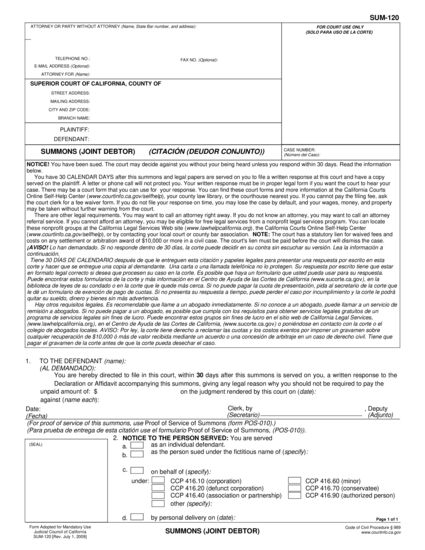 SUM-120
ATTORNEY OR PARTY WITHOUT ATTORNEY (Name, State Bar number, and address):
FOR COURT USE ONLY
(SOLO PARA USO DE LA CORTE)
TELEPHONE NO.:
FAX NO. (Optional):
E-MAIL ADDRESS (Optional):
ATTORNEY FOR (Name):
SUPERIOR COURT OF CALIFORNIA, COUNTY OF
STREET ADDRESS:
MAILING ADDRESS:
CITY AND ZIP CODE:
BRANCH NAME:
PLAINTIFF:
DEFENDANT:
SUMMONS (JOINT DEBTOR) (CITACIÓN (DEUDOR CONJUNTO))
CASE NUMBER:
(Número del Caso):
NOTICE! You have been sued. The court may decide against you without your being heard unless you respond within 30 days. Read the information
below.
You have 30 CALENDAR DAYS after this summons and legal papers are served on you to file a written response at this court and have a copy
served on the plaintiff. A letter or phone call will not protect you. Your written response must be in proper legal form if you want the court to hear your
case. There may be a court form that you can use for your response. You can find these court forms and more information at the California Courts
Online Self-Help Center (www.courtinfo.ca.gov/selfhelp), your county law library, or the courthouse nearest you. If you cannot pay the filing fee, ask
the court clerk for a fee waiver form. If you do not file your response on time, you may lose the case by default, and your wages, money, and property
may be taken without further warning from the court.
There are other legal requirements. You may want to call an attorney right away. If you do not know an attorney, you may want to call an attorney
referral service. If you cannot afford an attorney, you may be eligible for free legal services from a nonprofit legal services program. You can locate
these nonprofit groups at the California Legal Services Web site (www.lawhelpcalifornia.org), the California Courts Online Self-Help Center
(www.courtinfo.ca.gov/selfhelp), or by contacting your local court or county bar association. NOTE: The court has a statutory lien for waived fees and
costs on any settlement or arbitration award of $10,000 or more in a civil case. The court's lien must be paid before the court will dismiss the case.
¡AVISO! Lo han demandado. Si no responde dentro de 30 días, la corte puede decidir en su contra sin escuchar su versión. Lea la información a
continuación.
Tiene 30 DÍAS DE CALENDARIO después de que le entreguen esta citación y papeles legales para presentar una respuesta por escrito en esta
corte y hacer que se entregue una copia al demandante. Una carta o una llamada telefónica no lo protegen. Su respuesta por escrito tiene que estar
en formato legal correcto si desea que procesen su caso en la corte. Es posible que haya un formulario que usted pueda usar para su respuesta.
Puede encontrar estos formularios de la corte y más información en el Centro de Ayuda de las Cortes de California (www.sucorte.ca.gov), en la
biblioteca de leyes de su condado o en la corte que le quede más cerca. Si no puede pagar la cuota de presentación, pida al secretario de la corte que
le dé un formulario de exención de pago de cuotas. Si no presenta su respuesta a tiempo, puede perder el caso por incumplimiento y la corte le podrá
quitar su sueldo, dinero y bienes sin más advertencia.
Hay otros requisitos legales. Es recomendable que llame a un abogado inmediatamente. Si no conoce a un abogado, puede llamar a un servicio de
remisión a abogados. Si no puede pagar a un abogado, es posible que cumpla con los requisitos para obtener servicios legales gratuitos de un
programa de servicios legales sin fines de lucro. Puede encontrar estos grupos sin fines de lucro en el sitio web de California Legal Services,
(www.lawhelpcalifornia.org), en el Centro de Ayuda de las Cortes de California, (www.sucorte.ca.gov) o poniéndose en contacto con la corte o el
colegio de abogados locales. AVISO: Por ley, la corte tiene derecho a reclamar las cuotas y los costos exentos por imponer un gravamen sobre
cualquier recuperación de $10,000 ó más de valor recibida mediante un acuerdo o una concesión de arbitraje en un caso de derecho civil. Tiene que
pagar el gravamen de la corte antes de que la corte pueda desechar el caso.
1. TO THE DEFENDANT (name):
(AL DEMANDADO):
You are hereby directed to file in this court, within 30 days after this summons is served on you, a written response to the
Declaration or Affidavit accompanying this summons, giving any legal reason why you should not be required to pay the
unpaid amount of: $ on the judgment rendered by this court on (date):
against (name each):
Date: Clerk, by , Deputy
(Fecha) (Secretario) (Adjunto)
(For proof of service of this summons, use Proof of Service of Summons (form POS-010).)
(Para prueba de entrega de esta citation use el formulario Proof of Service of Summons, (POS-010)).
(SEAL)
2. NOTICE TO THE PERSON SERVED: You are served
a. as an individual defendant.
b. as the person sued under the fictitious name of (specify):
c. on behalf of (specify):
under: CCP 416.10 (corporation) CCP 416.60 (minor)
CCP 416.20 (defunct corporation) CCP 416.70 (conservatee)
CCP 416.40 (association or partnership) CCP 416.90 (authorized person)
other (specify):
d. by personal delivery on (date):
Page 1 of 1
Form Adopted for Mandatory Use
Judicial Council of California
SUM-120 [Rev. July 1, 2009]
SUMMONS (JOINT DEBTOR)
Code of Civil Procedure § 989
www.courtinfo.ca.gov